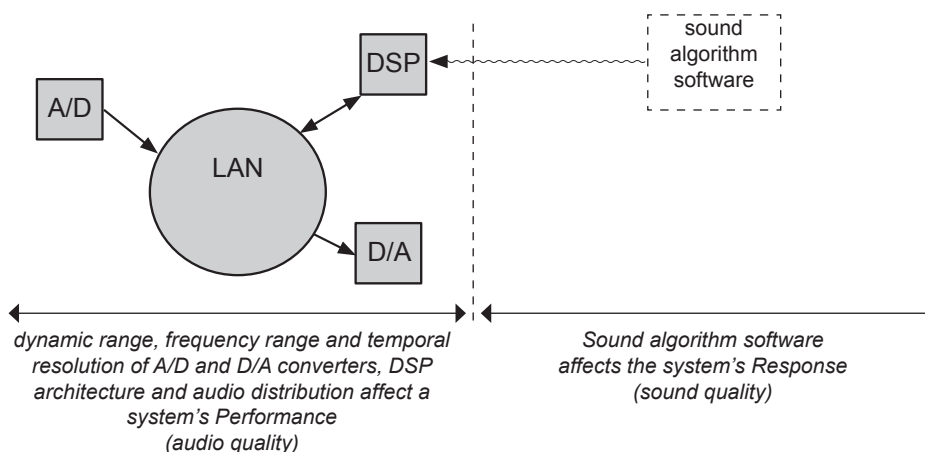 sound
algorithm
software
DSP
A/D
LAN
D/A
dynamic range, frequency range and temporal
resolution of A/D and D/A converters, DSP
architecture and audio distribution affect a
system’s Performance
(audio quality)
Sound algorithm software
affects the system’s Response
(sound quality)